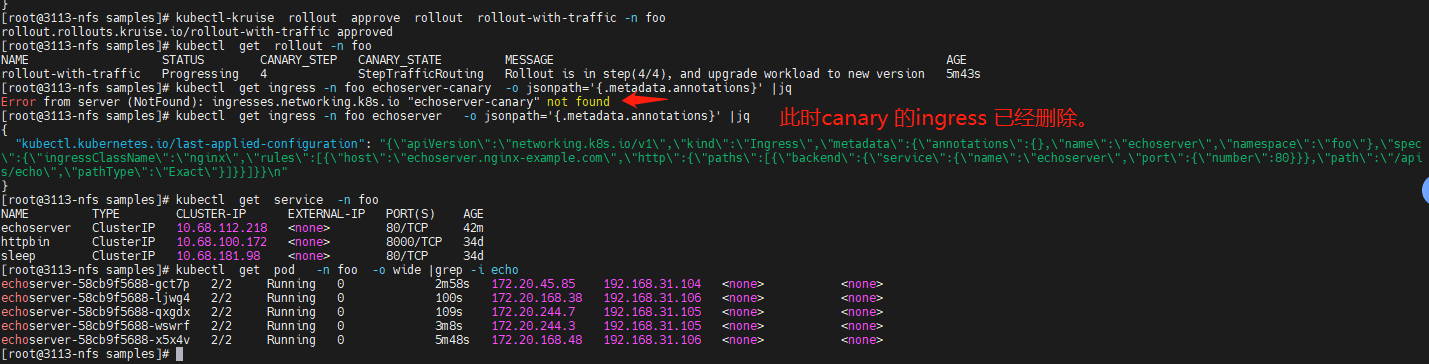 }
[root@3113-nfs samples]# kubectl-kruise  rollout  approve  rollout  rollout-with-traffic -n foo
rollout.rollouts.kruise.io/rollout-with-traffic approved
[root@3113-nfs samples]# kubectl  get  rollout -n foo
NAME                   STATUS        CANARY_STEP   CANARY_STATE         MESSAGE                                                     AGE
rollout-with-traffic   Progressing   4             StepTrafficRouting   Rollout is in step(4/4), and upgrade workload to new version   5m43s
[root@3113-nfs samples]# kubectl  get ingress -n foo echoserver-canary  -o jsonpath='{.metadata.annotations}' |jq
Error from server (NotFound): ingresses.networking.k8s.io "echoserver-canary" not found
[root@3113-nfs samples]# kubectl  get ingress -n foo echoserver   -o jsonpath='{.metadata.annotations}' |jq
此时canary 的ingress 已经删除。
{
  "kubectl.kubernetes.io/last-applied-configuration": "{\"apiVersion\":\"networking.k8s.io/v1\",\"kind\":\"Ingress\",\"metadata\":{\"annotations\":{},\"name\":\"echoserver\",\"namespace\":\"foo\"},\"spec
\":{\"ingressClassName\":\"nginx\",\"rules\":[{\"host\":\"echoserver.nginx-example.com\",\"http\":{\"paths\":[{\"backend\":{\"service\":{\"name\":\"echoserver\",\"port\":{\"number\":80}}},\"path\":\"/api
s/echo\",\"pathType\":\"Exact\"}]}}]}}\n"
}
[root@3113-nfs samples]# kubectl  get  service  -n foo
NAME         TYPE        CLUSTER-IP      EXTERNAL-IP   PORT(S)    AGE
echoserver   ClusterIP   10.68.112.218   <none>        80/TCP     42m
httpbin      ClusterIP   10.68.100.172   <none>        8000/TCP   34d
sleep        ClusterIP   10.68.181.98    <none>        80/TCP     34d
[root@3113-nfs samples]# kubectl  get  pod   -n foo  -o wide |grep -i echo
echoserver-58cb9f5688-gct7p   2/2     Running   0             2m58s   172.20.45.85    192.168.31.104   <none>           <none>
echoserver-58cb9f5688-ljwg4   2/2     Running   0             100s    172.20.168.38   192.168.31.106   <none>           <none>
echoserver-58cb9f5688-qxgdx   2/2     Running   0             109s    172.20.244.7    192.168.31.105   <none>           <none>
echoserver-58cb9f5688-wswrf   2/2     Running   0             3m8s    172.20.244.3    192.168.31.105   <none>           <none>
echoserver-58cb9f5688-x5x4v   2/2     Running   0             5m48s   172.20.168.48   192.168.31.106   <none>           <none>
[root@3113-nfs samples]#